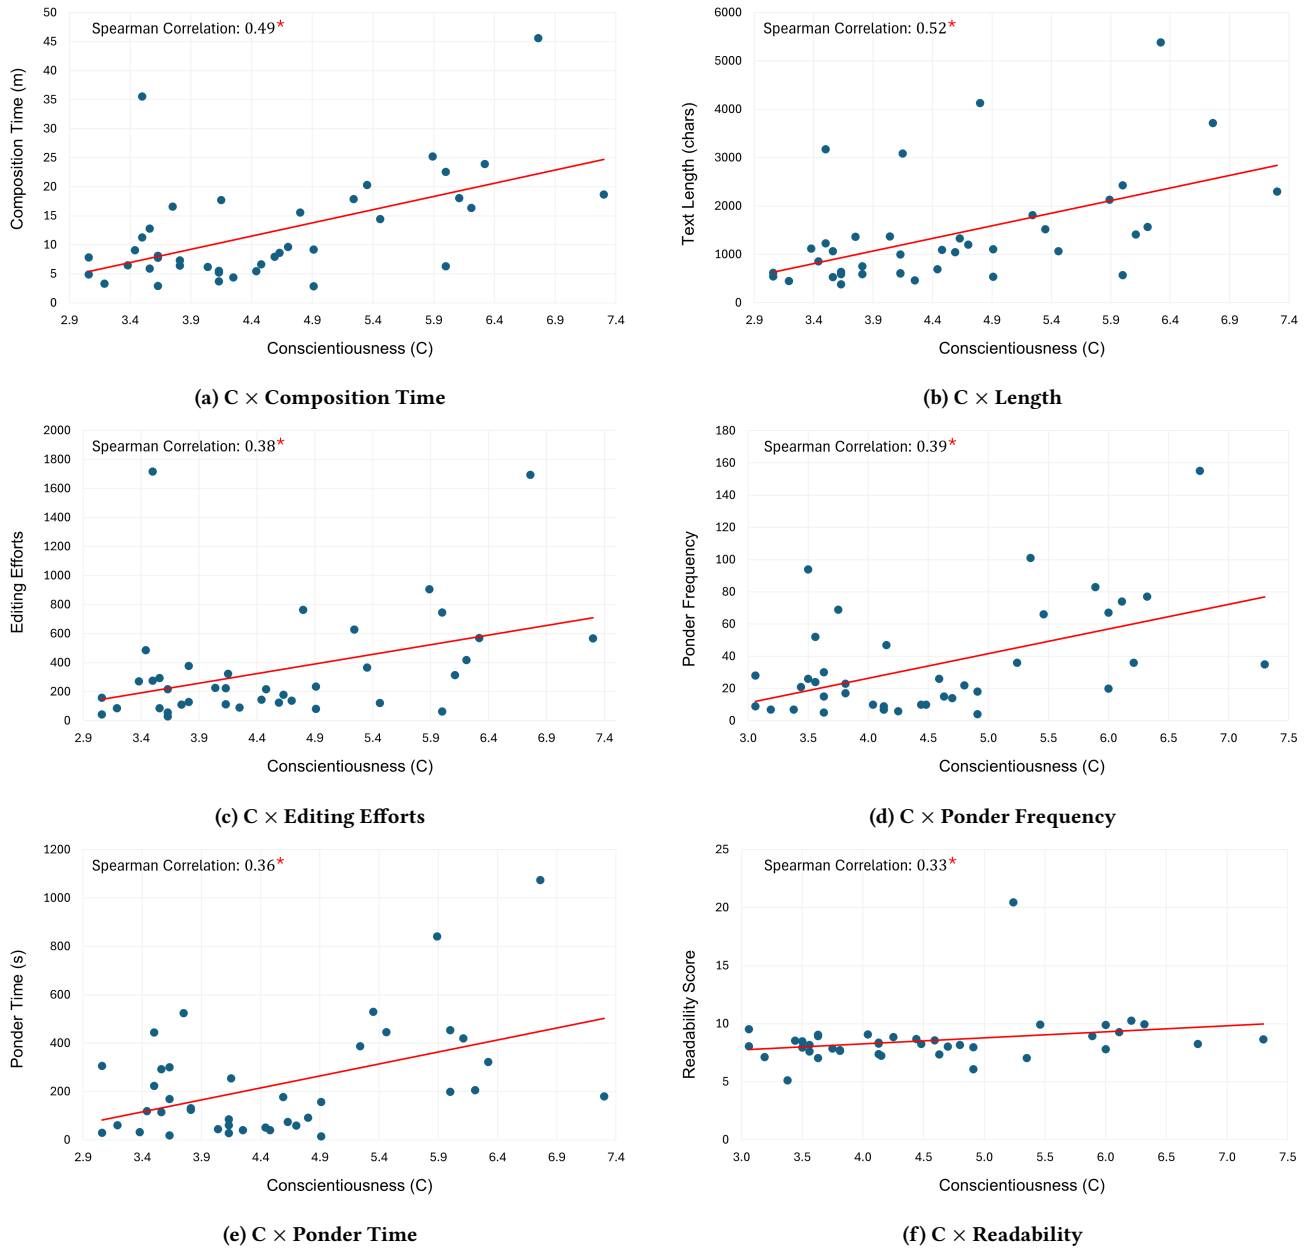 Spearman Correlation: 0.49*
50
45
40
35
30
25
20
15
10
5
0
Composition Time (m)
2.9 3.4 3.9 4.4 4.9 5.4 5.9 6.4 6.9 7.4
Conscientiousness (C)
(a) C × Composition Time
Spearman Correlation: 0.52*
6000
5000
4000
3000
2000
1000
0
Text Length (chars)
2.9 3.4 3.9 4.4 4.9 5.4 5.9 6.4 6.9 7.4
Conscientiousness (C)
(b) C × Length
Spearman Correlation: 0.38*
2000
1800
1600
1400
1200
1000
800
600
400
200
0
Editing Efforts
2.9 3.4 3.9 4.4 4.9 5.4 5.9 6.4 6.9 7.4
Conscientiousness (C)
(c) C × Editing Efforts
Spearman Correlation: 0.39*
180
160
140
120
100
80
60
40
20
0
Ponder Frequency
3.0 3.5 4.0 4.5 5.0 5.5 6.0 6.5 7.0 7.5
Conscientiousness (C)
(d) C × Ponder Frequency
Spearman Correlation: 0.36*
1200
1000
800
600
400
200
0
Ponder Time (s)
2.9 3.4 3.9 4.4 4.9 5.4 5.9 6.4 6.9 7.4
Conscientiousness (C)
(e) C × Ponder Time
Spearman Correlation: 0.33*
25
20
15
10
5
0
Readability Score
3.0 3.5 4.0 4.5 5.0 5.5 6.0 6.5 7.0 7.5
Conscientiousness (C)
(f) C × Readability